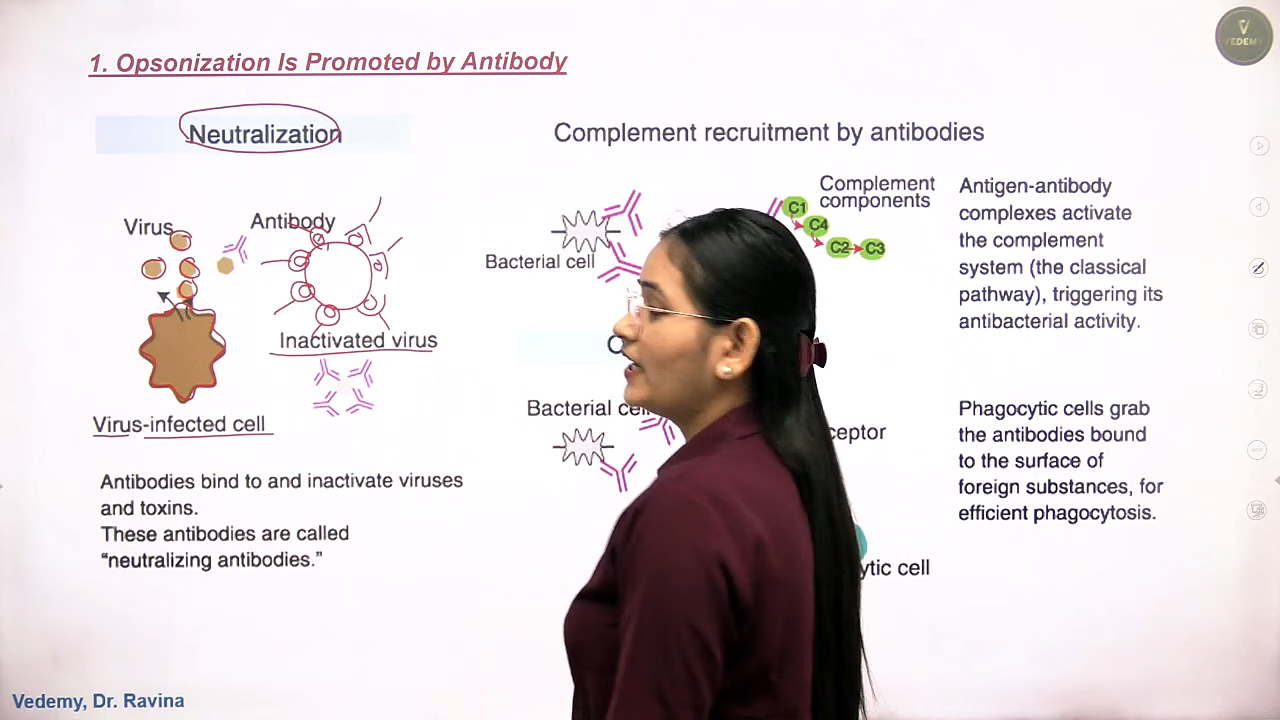 VEDEMY
1. Opsonization Is Promoted by Antibody
Neutralization
Complement recruitment by antibodies
Virus
Antibody
Inactivated virus
Virus-infected cell
Antibodies bind to and inactivate viruses
and toxins.
These antibodies are called
“neutralizing antibodies.”
Complement
components
C1
C4
C2
C3
Bacterial cell
Antigen-antibody
complexes activate
the complement
system (the classical
pathway), triggering its
antibacterial activity.
Bacterial cell
Phagocytic cells grab
the antibodies bound
to the surface of
foreign substances, for
efficient phagocytosis.
cell
Vedemy, Dr. Ravina